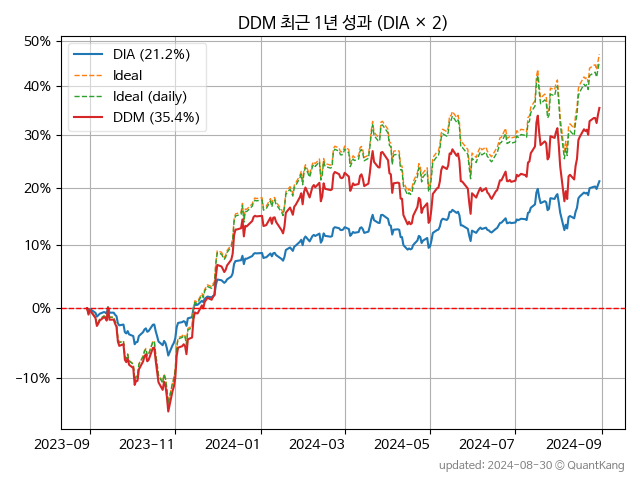 DDM 최근 1년 성과 (DIA × 2)
DIA (21.2%)
Ideal
Ideal (daily)
DDM (35.4%)
50%
40%
30%
20%
10%
0%
−10%
2023−09
2023−11
2024−01
2024−03
2024−05
2024−07
2024−09
updated: 2024-08-30 © QuantKang